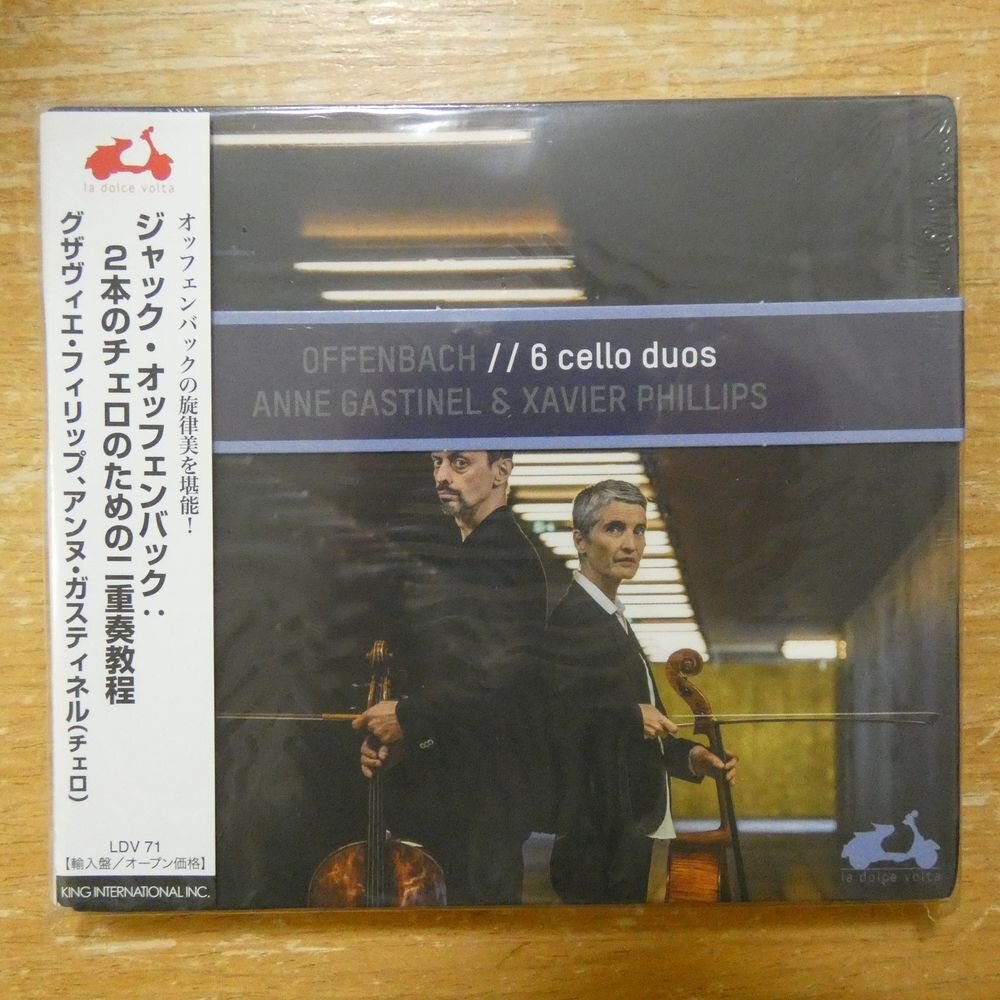 la dolce volta
オッフェンバックの旋律美を堪能！
ジャック・オッフェンバック：
2本のチェロのための二重奏教程
グザヴィエ・フィリップ、アンヌ・ガスティネル（チェロ）
LDV 71
【輸入盤／オープン価格】
KING INTERNATIONAL INC.
OFFENBACH // 6 cello duos
ANNE GASTINEL & XAVIER PHILLIPS
la dolce volta